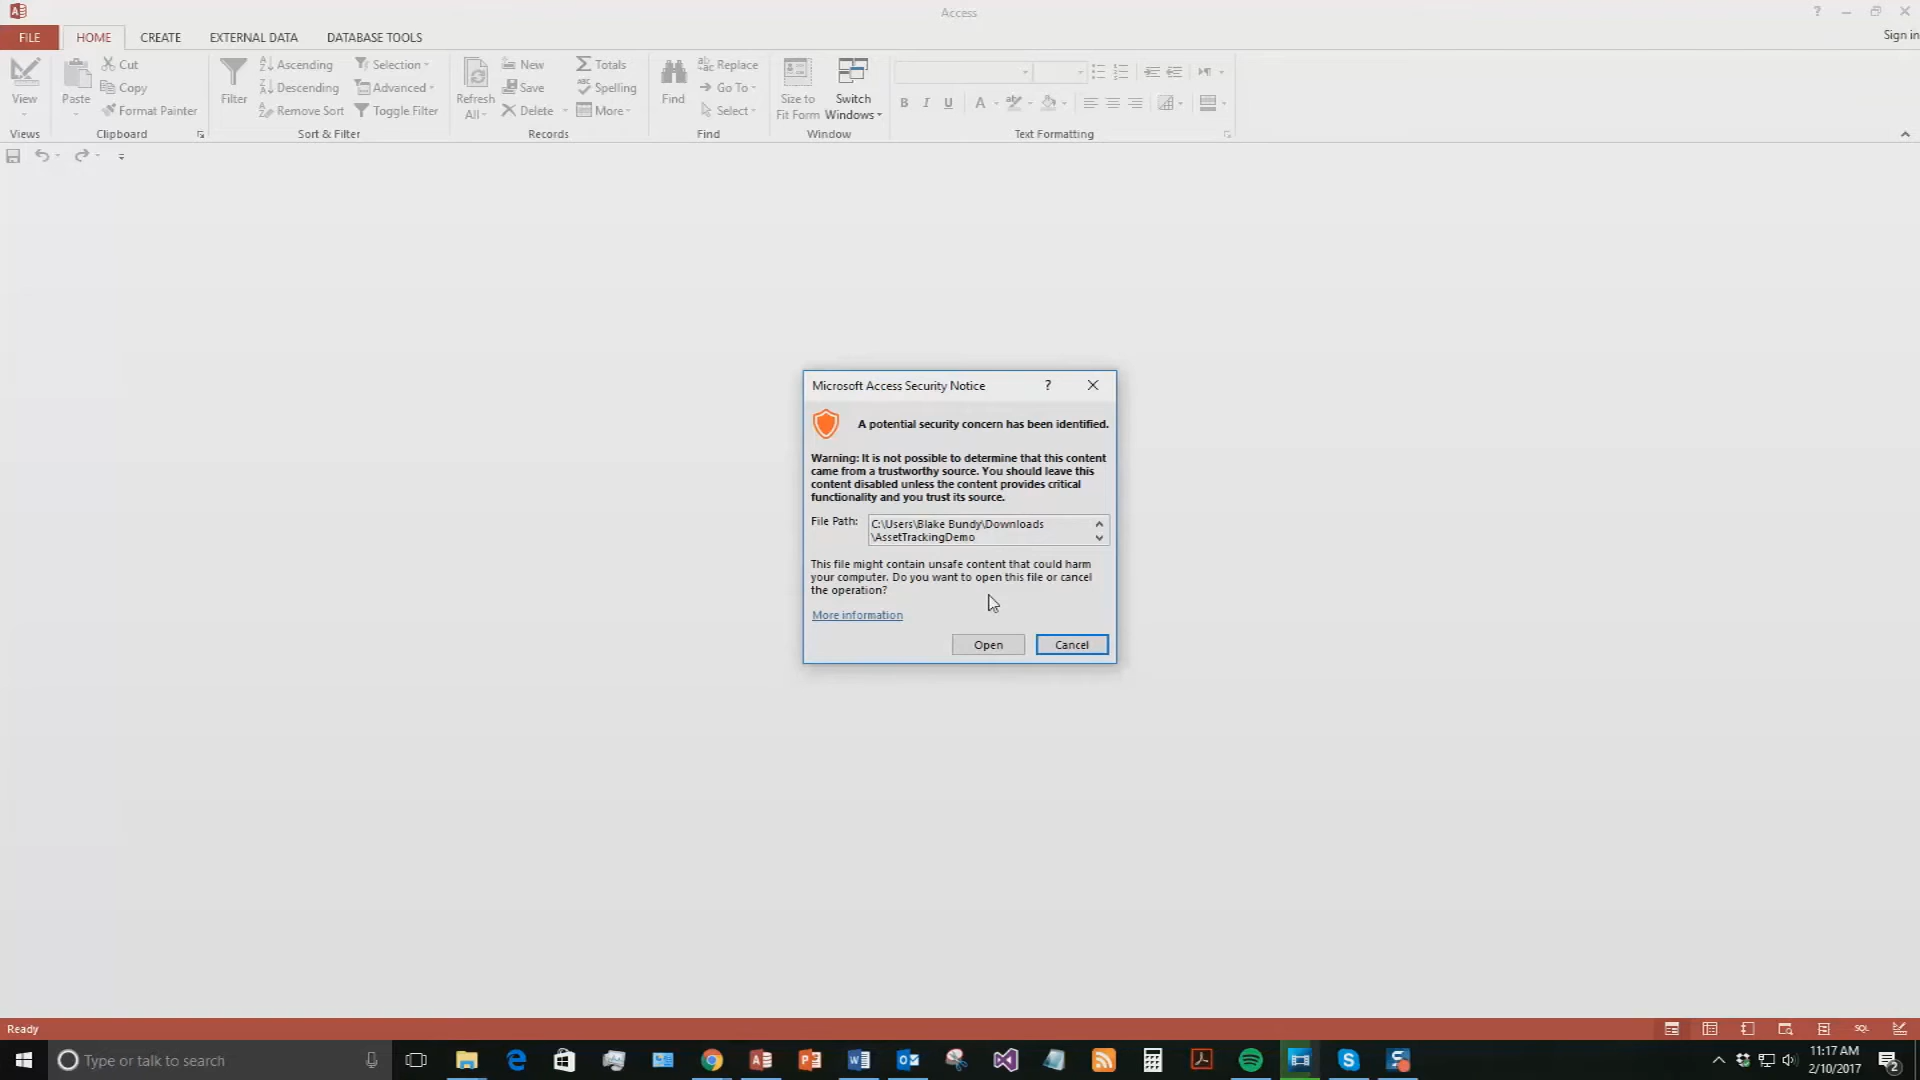 Access
?
Sign in
FILE HOME CREATE EXTERNAL DATA DATABASE TOOLS
View
Views
Paste
Cut
Copy
Format Painter
Clipboard
Filter
Ascending
Descending
Remove Sort
Selection
Advanced
Toggle Filter
Sort & Filter
Refresh
All
New
Save
Delete
Totals
Spelling
More
Records
Find
Replace
Go To
Select
Find
Size to
Fit Form
Switch
Windows
Window
B I U A
Text Formatting
Microsoft Access Security Notice ?
A potential security concern has been identified.
Warning: It is not possible to determine that this content
came from a trustworthy source. You should leave this
content disabled unless the content provides critical
functionality and you trust its source.
File Path: C:\Users\Blake Bundy\Downloads
\AssetTrackingDemo
This file might contain unsafe content that could harm
your computer. Do you want to open this file or cancel
the operation?
More information
Open Cancel
Ready
SQL
Type or talk to search
11:17 AM
2/10/2017
2